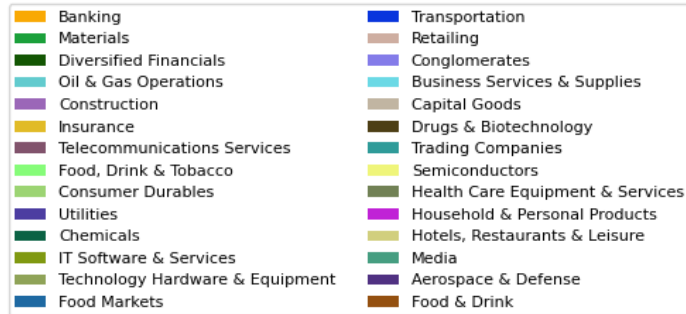 Banking
Materials
Diversified Financials
Oil & Gas Operations
Construction
Insurance
Telecommunications Services
Food, Drink & Tobacco
Consumer Durables
Utilities
Chemicals
IT Software & Services
Technology Hardware & Equipment
Food Markets
Transportation
Retailing
Conglomerates
Business Services & Supplies
Capital Goods
Drugs & Biotechnology
Trading Companies
Semiconductors
Health Care Equipment & Services
Household & Personal Products
Hotels, Restaurants & Leisure
Media
Aerospace & Defense
Food & Drink